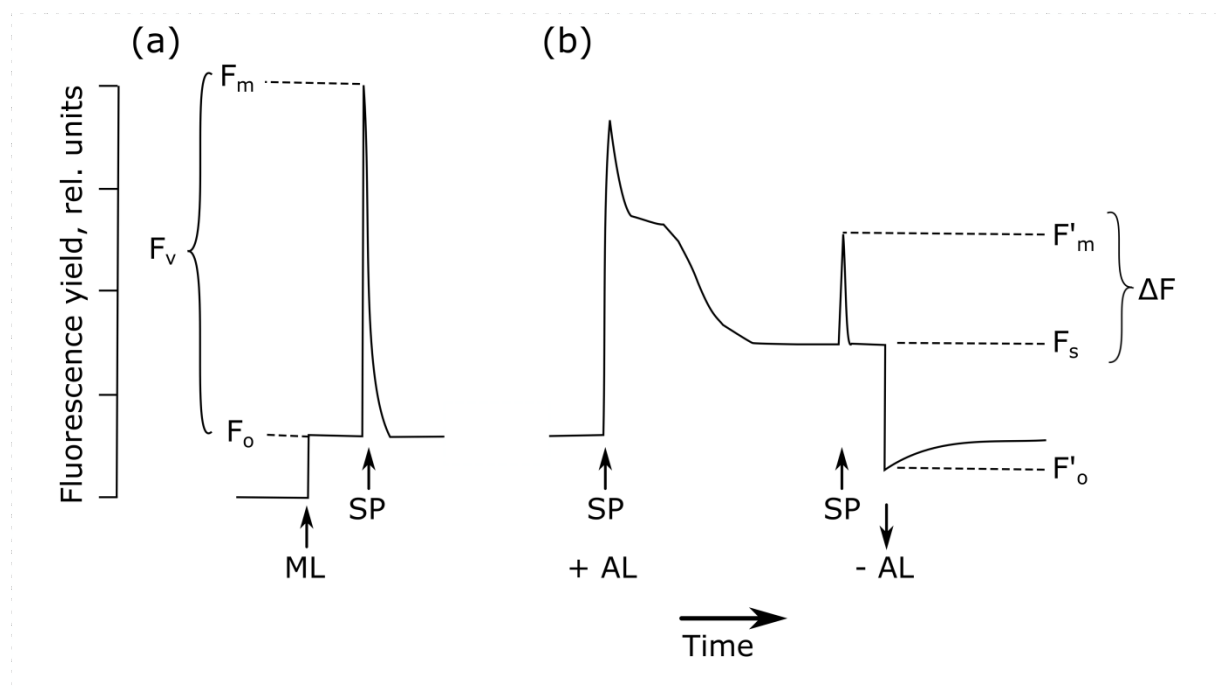 (a)
(b)
Fluorescence yield, rel. units
Fm
Fv
Fo
SP
ML
F'm
ΔF
Fs
F'o
SP
SP
+ AL
- AL
Time